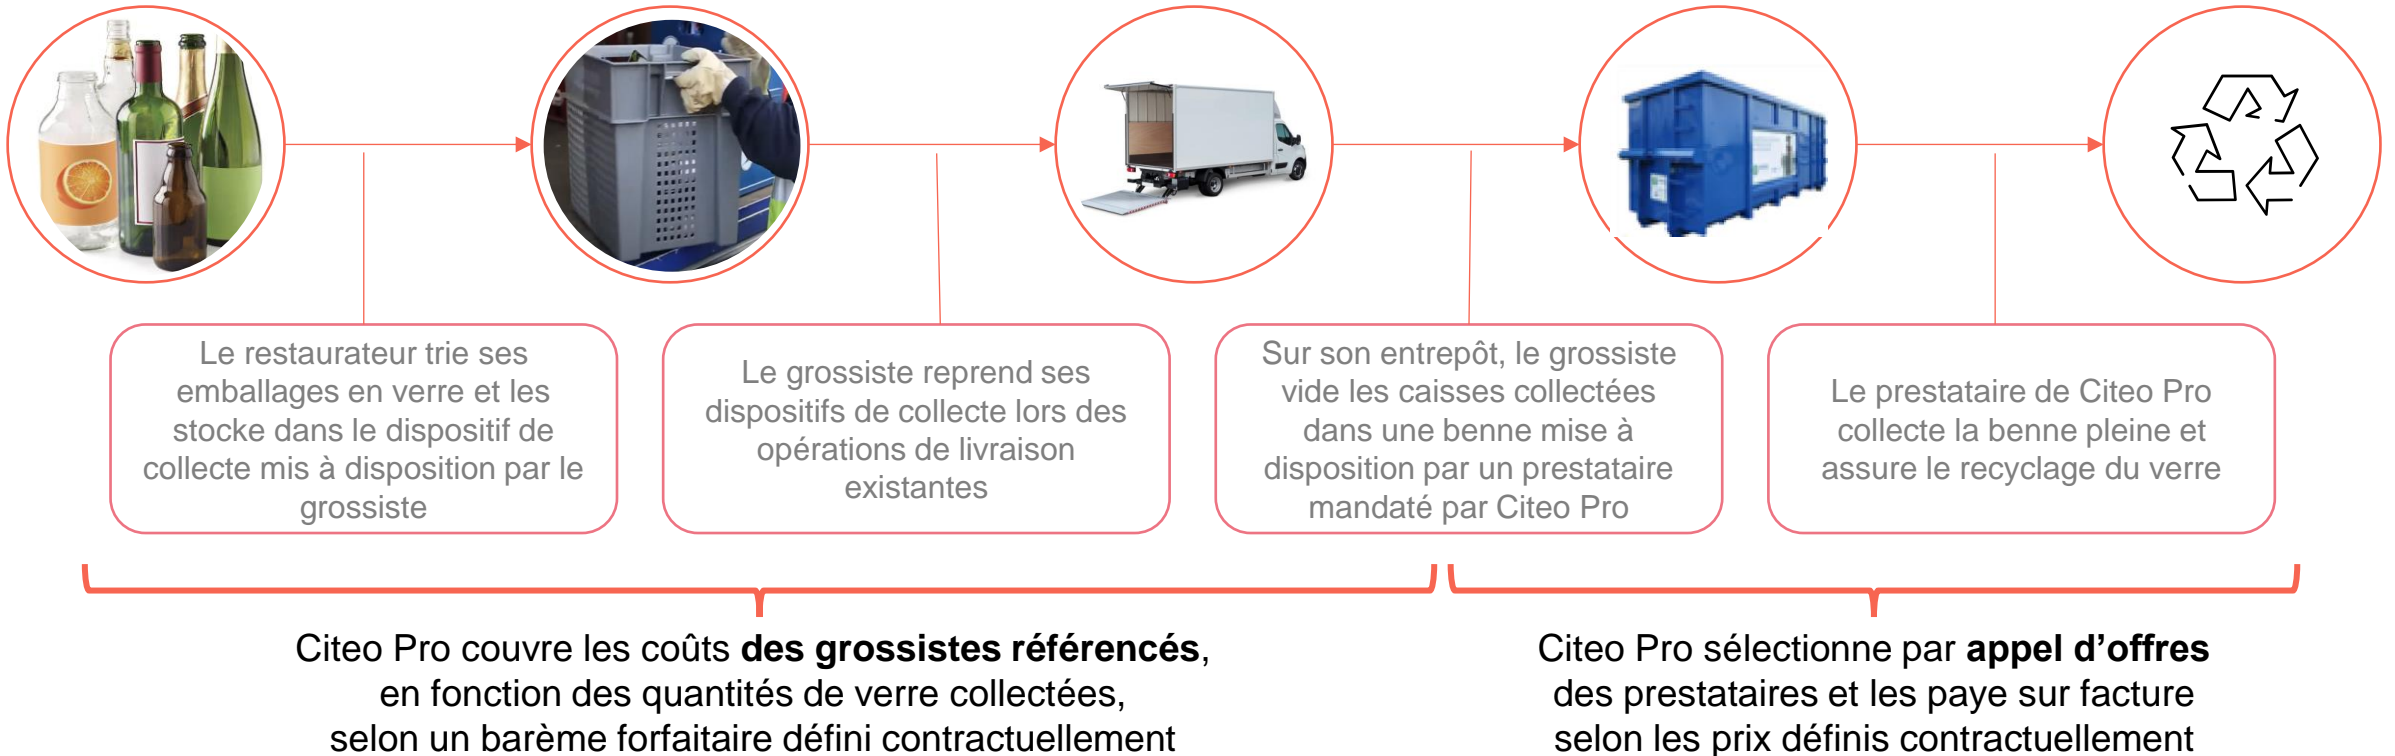 Le restaurateur trie ses
emballages en verre et les
stocke dans le dispositif de
collecte mis à disposition par le
grossiste
Le grossiste reprend ses
dispositifs de collecte lors des
opérations de livraison
existantes
Sur son entrepôt, le grossiste
vide les caisses collectées
dans une benne mise à
disposition par un prestataire
mandaté par Citeo Pro
Le prestataire de Citeo Pro
collecte la benne pleine et
assure le recyclage du verre
Citeo Pro couvre les coûts des grossistes référencés,
en fonction des quantités de verre collectées,
selon un barème forfaitaire défini contractuellement
Citeo Pro sélectionne par appel d’offres
des prestataires et les paye sur facture
selon les prix définis contractuellement